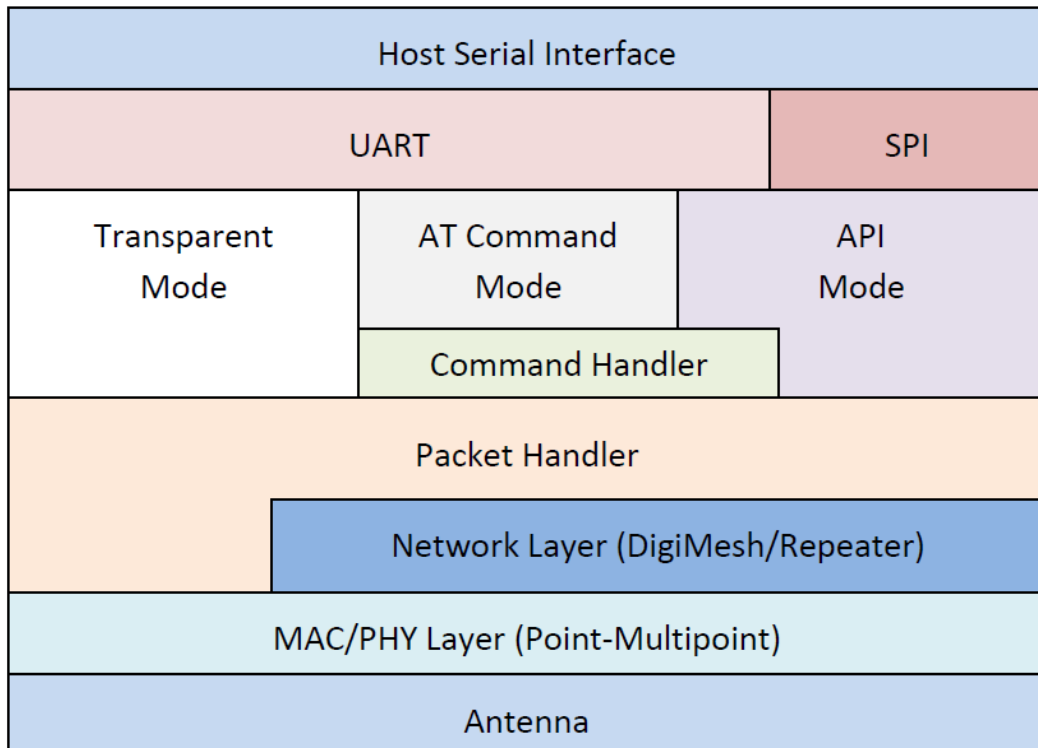 Host Serial Interface
UART
SPI
Transparent
Mode
AT Command
Mode
API
Mode
Command Handler
Packet Handler
Network Layer (DigiMesh/Repeater)
MAC/PHY Layer (Point-Multipoint)
Antenna